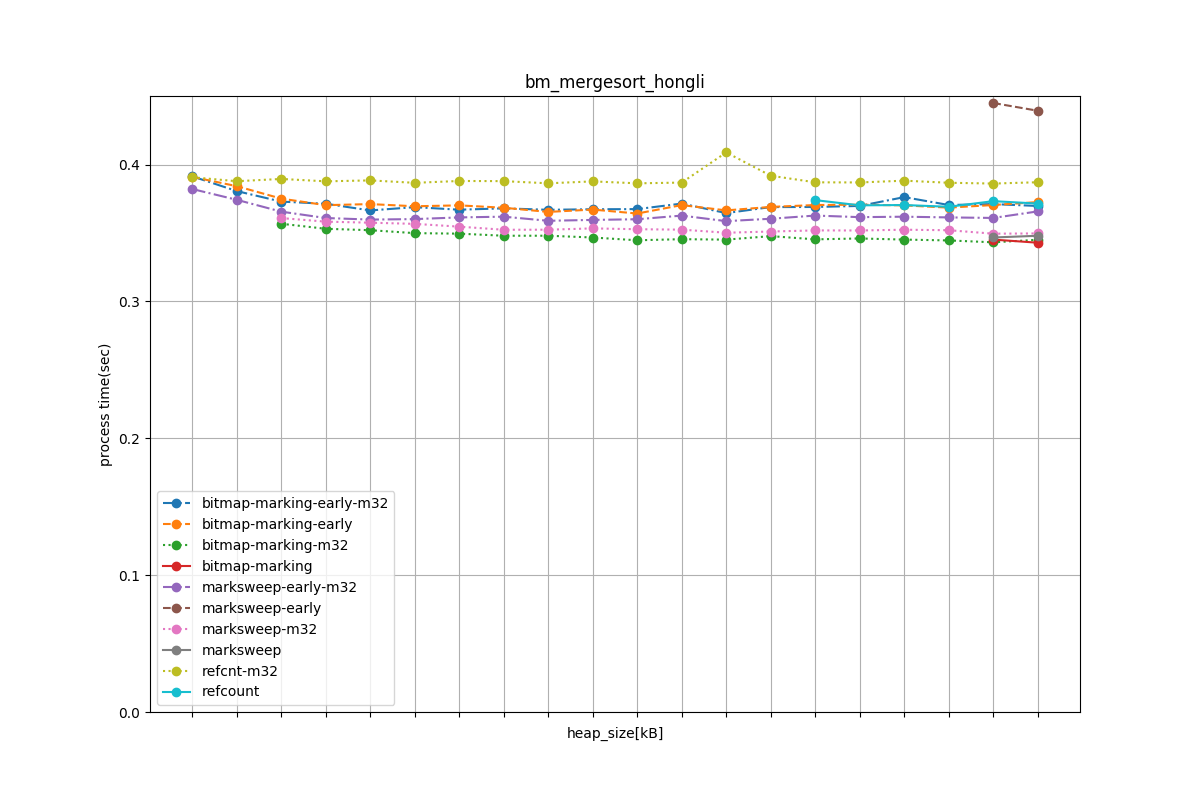 bm_mergesort_hongli
0.4
0.3
0.2
0.1
0.0
process time(sec)
bitmap-marking-early-m32
bitmap-marking-early
bitmap-marking-m32
bitmap-marking
marksweep-early-m32
marksweep-early
marksweep-m32
marksweep
refcnt-m32
refcount
heap_size[kB]